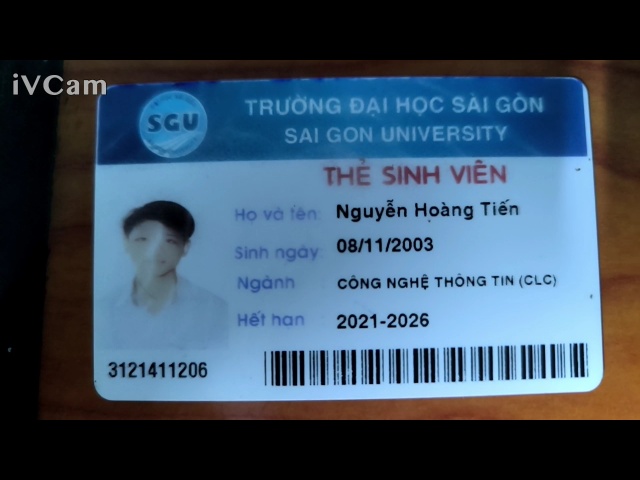 iVCam
SGU
TRƯỜNG ĐẠI HỌC SÀI GÒN
SAI GON UNIVERSITY
THẺ SINH VIÊN
Họ và tên: Nguyễn Hoàng Tiến
Sinh ngày: 08/11/2003
Ngành CÔNG NGHỆ THÔNG TIN (CLC)
Hết hạn 2021-2026
3121411206